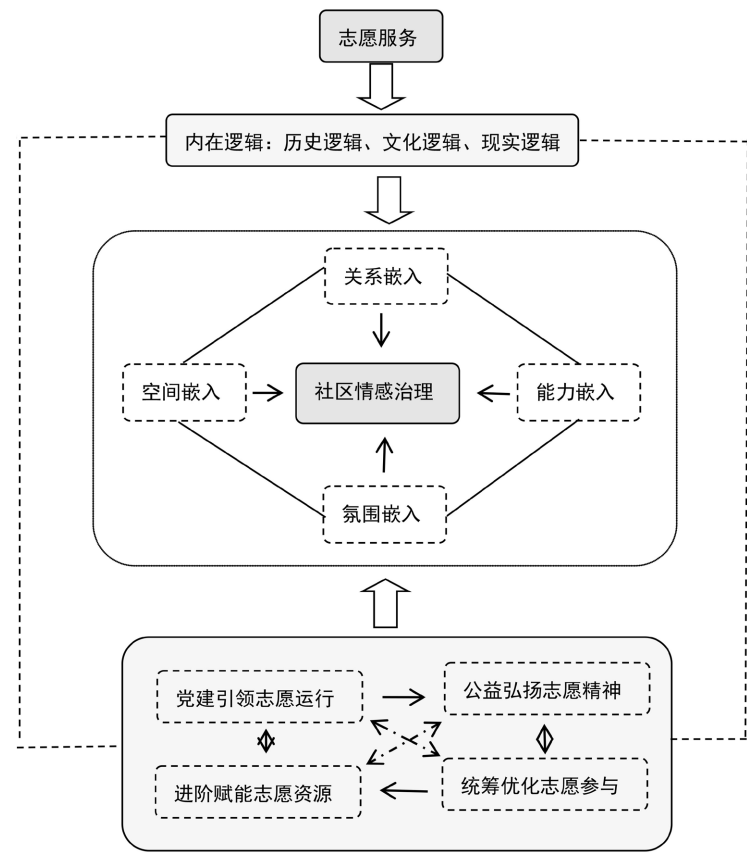 志愿服务
内在逻辑：历史逻辑、文化逻辑、现实逻辑
关系嵌入
空间嵌入
社区情感治理
能力嵌入
氛围嵌入
党建引领志愿运行
公益弘扬志愿精神
进阶赋能志愿资源
统筹优化志愿参与